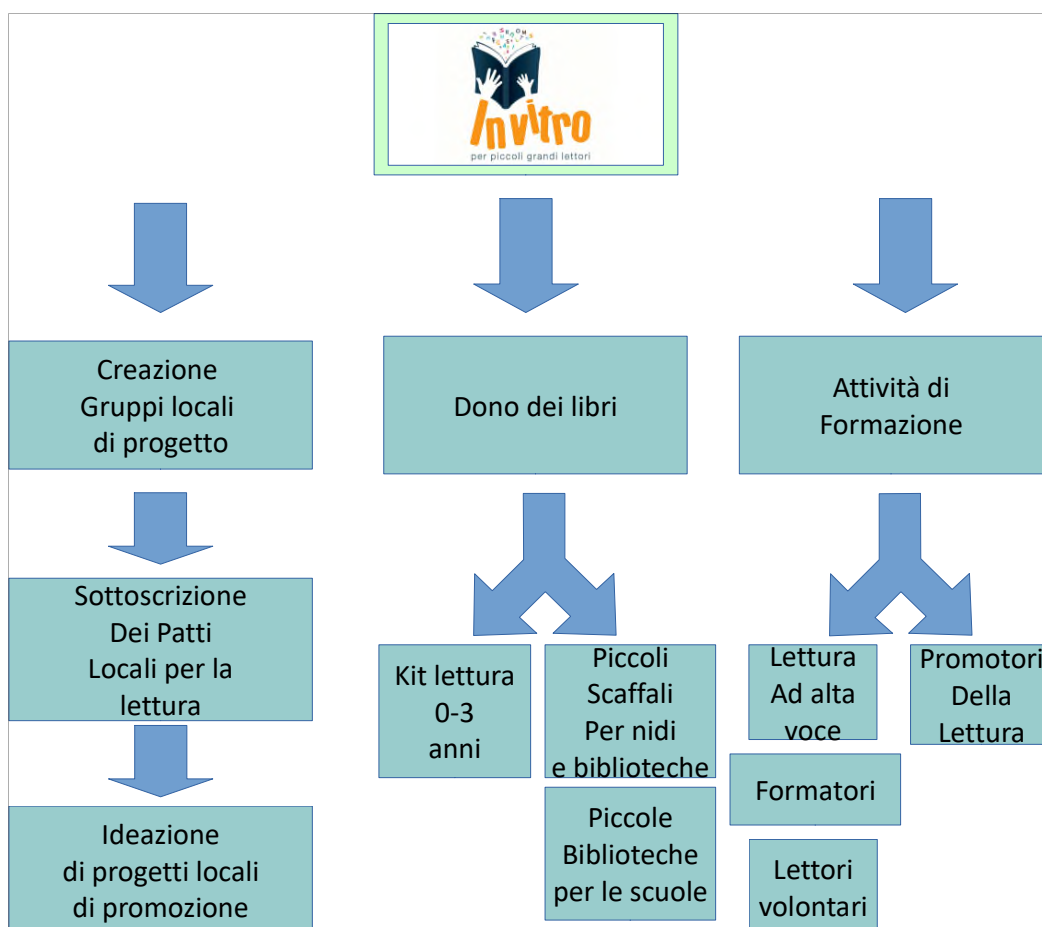 In vitro
per piccoli grandi lettori
Creazione
Gruppi locali
di progetto
Sottoscrizione
Dei Patti
Locali per la
lettura
Ideazione
di progetti locali
di promozione
Dono dei libri
Kit lettura
0-3
anni
Piccoli
Scaffali
Per nidi
e biblioteche
Piccole
Biblioteche
per le scuole
Attività di
Formazione
Lettura
Ad alta
voce
Formatori
Lettori
volontari
Promotori
Della
Lettura